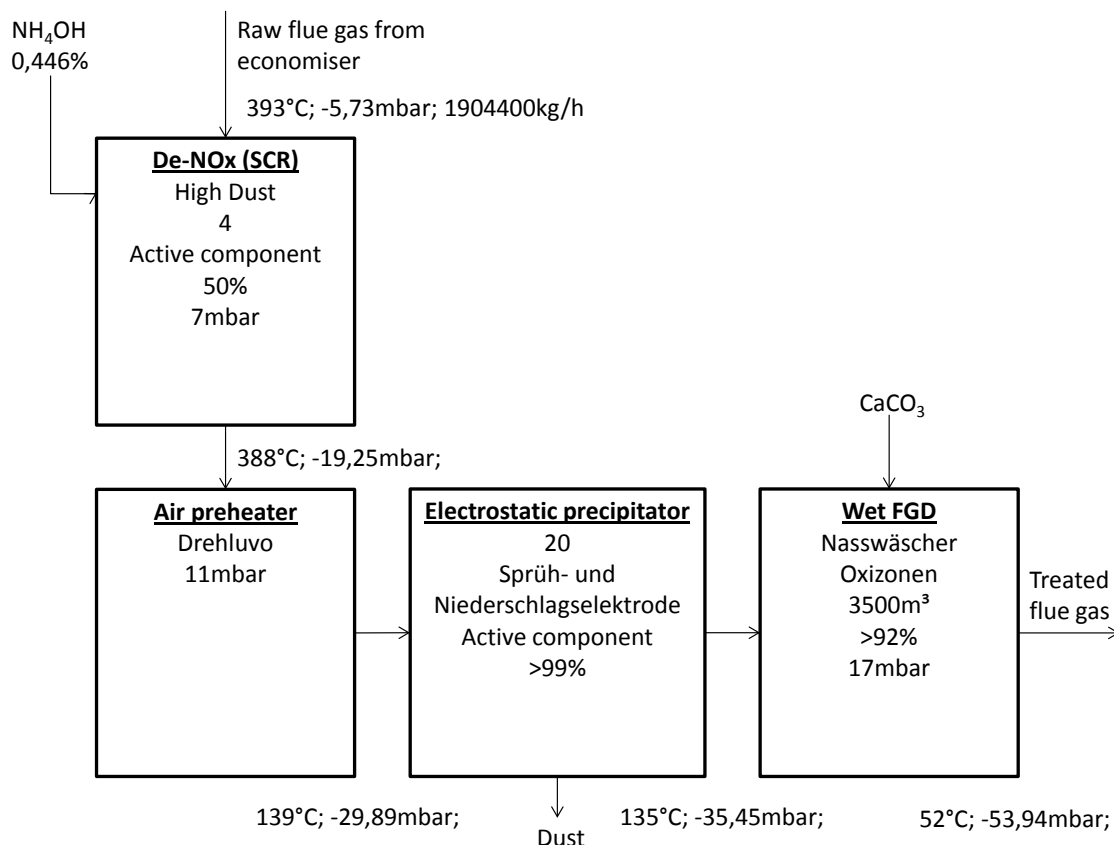 NH₄OH
0,446%
Raw flue gas from
economiser
393°C; -5,73mbar; 1904400kg/h
De-NOx (SCR)
High Dust
4
Active component
50%
7mbar
388°C; -19,25mbar;
CaCO₃
Air preheater
Drehluvo
11mbar
Electrostatic precipitator
20
Sprüh- und
Niederschlagselektrode
Active component
>99%
Wet FGD
Nasswäscher
Oxizonen
3500m³
>92%
17mbar
Treated
flue gas
139°C; -29,89mbar;
Dust
135°C; -35,45mbar;
52°C; -53,94mbar;